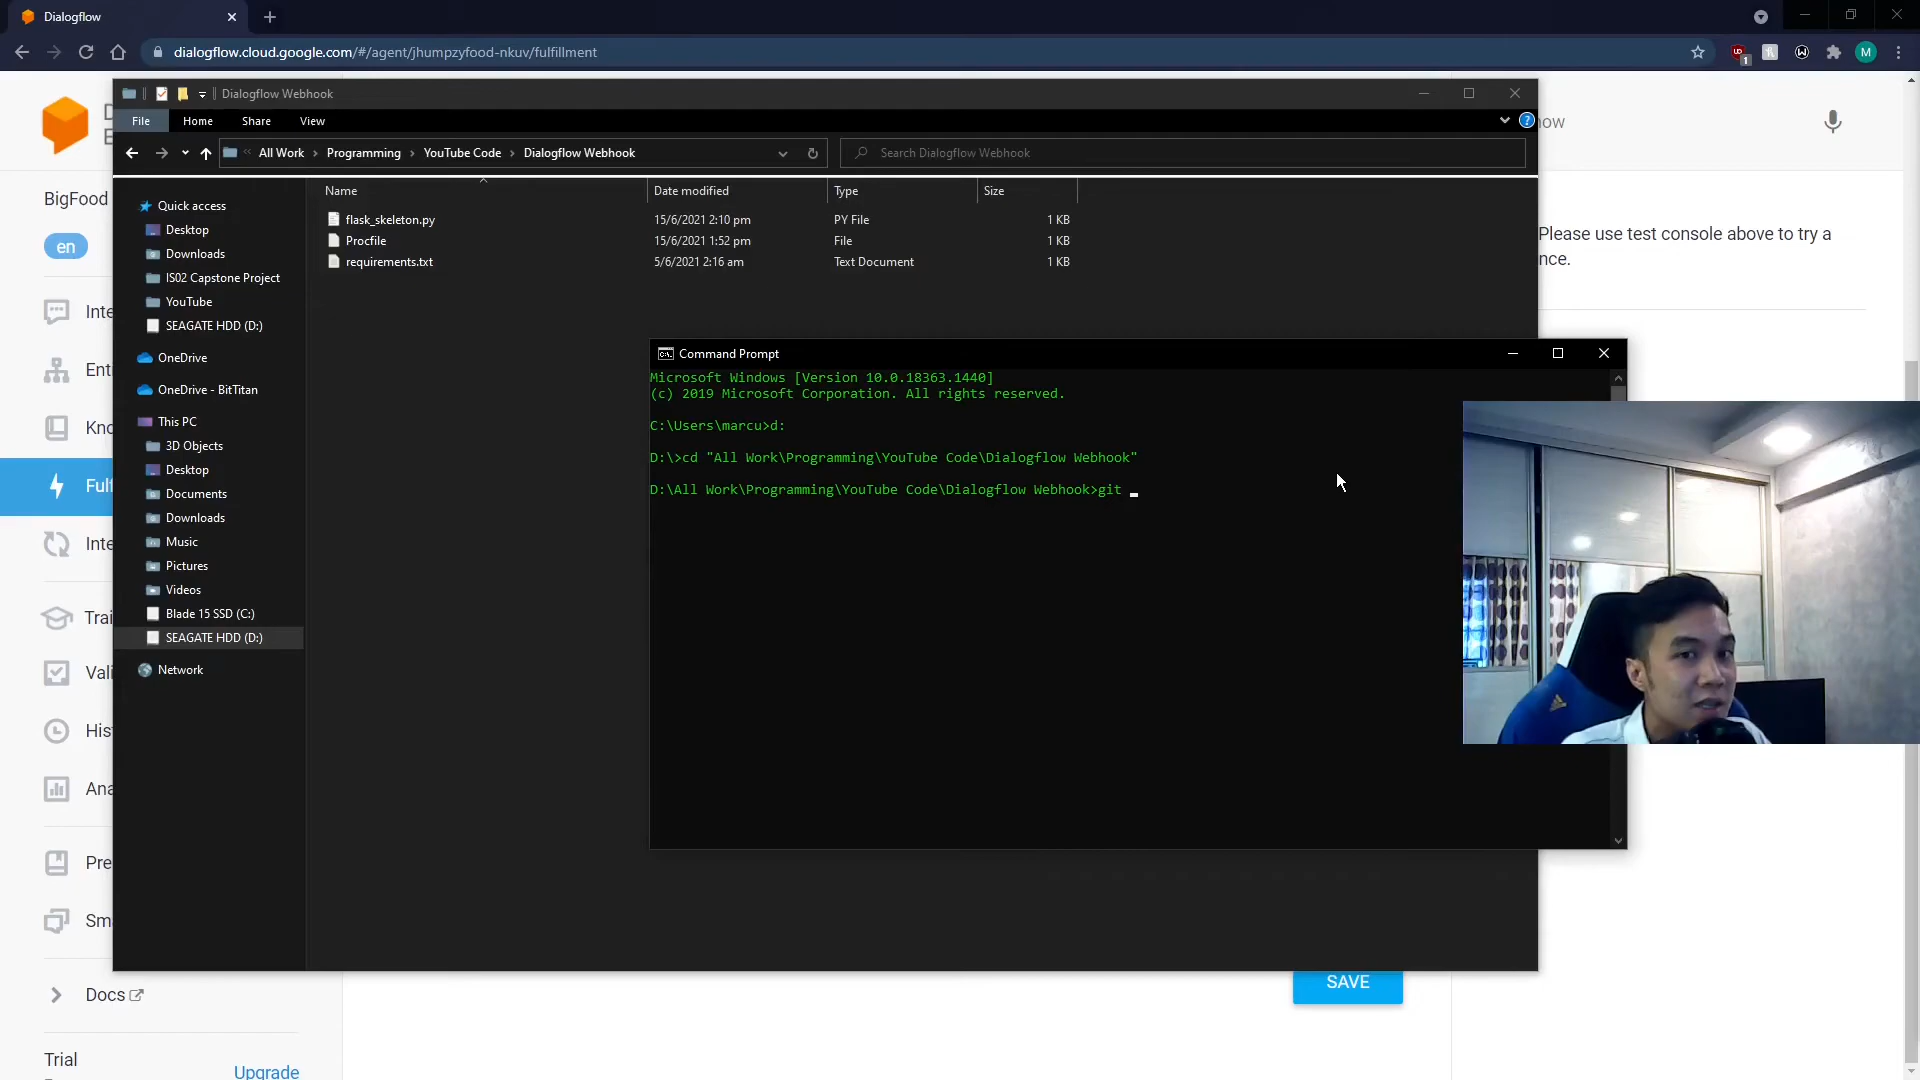 Dialogflow
dialogflow.cloud.google.com/#/agent/jhumpzyfood-nkuv/fulfillment
Dialogflow Webhook
File Home Share View
All Work > Programming > YouTube Code > Dialogflow Webhook
Search Dialogflow Webhook
Name Date modified Type Size
flask_skeleton.py 15/6/2021 2:10 pm PY File 1 KB
Procfile 15/6/2021 1:52 pm File 1 KB
requirements.txt 5/6/2021 2:16 am Text Document 1 KB
Quick access
Desktop
Downloads
IS02 Capstone Project
YouTube
SEAGATE HDD (D:)
OneDrive
OneDrive - BitTitan
This PC
3D Objects
Desktop
Documents
Downloads
Music
Pictures
Videos
Blade 15 SSD (C:)
SEAGATE HDD (D:)
Network
Command Prompt
Microsoft Windows [Version 10.0.18363.1440]
(c) 2019 Microsoft Corporation. All rights reserved.
C:\Users\marcu>d:
D:\>cd "All Work\Programming\YouTube Code\Dialogflow Webhook"
D:\All Work\Programming\YouTube Code\Dialogflow Webhook>git
BigFood
en
Inte
Enti
Kno
Fulf
Inte
Trai
Vali
Hist
Ana
Pre
Sma
Docs
Trial
Upgrade
now
Please use test console above to try a
nce.
SAVE